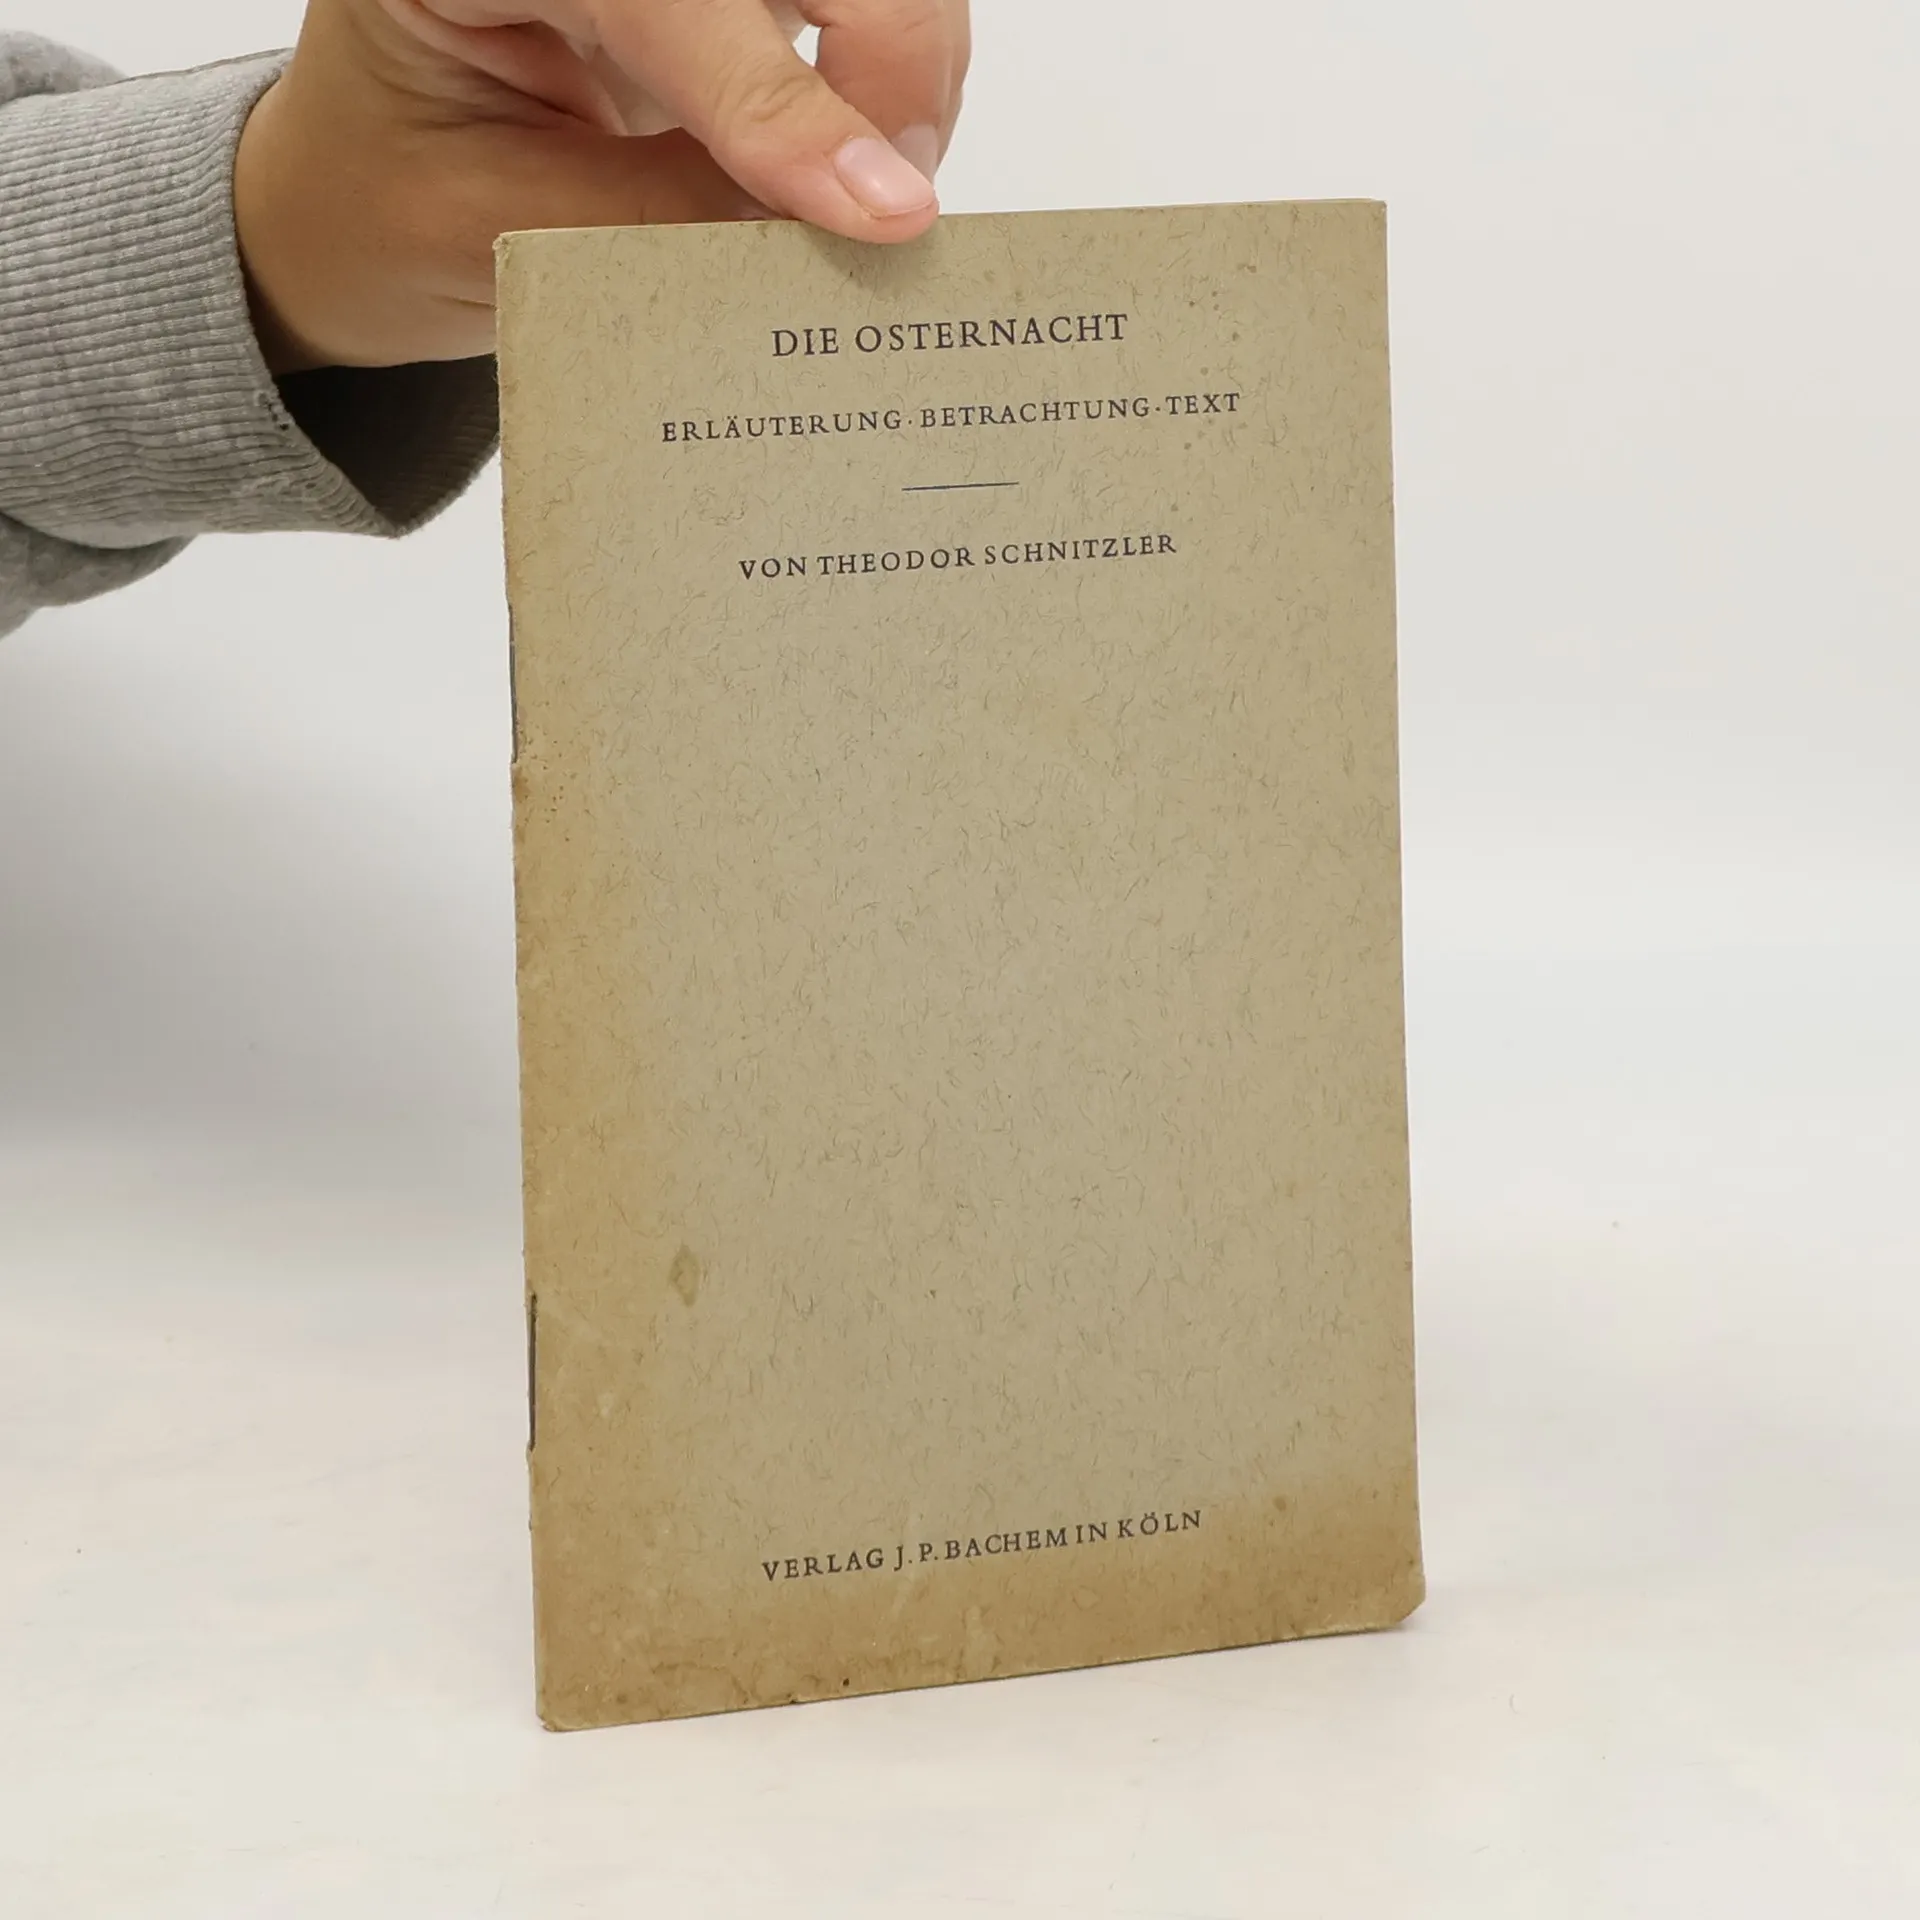 DIE OSTERNACHT
ERLÄUTERUNG · BETRACHTUNG · TEXT
VON THEODOR SCHNITZLER
VERLAG J. P. BACHEM IN KÖLN